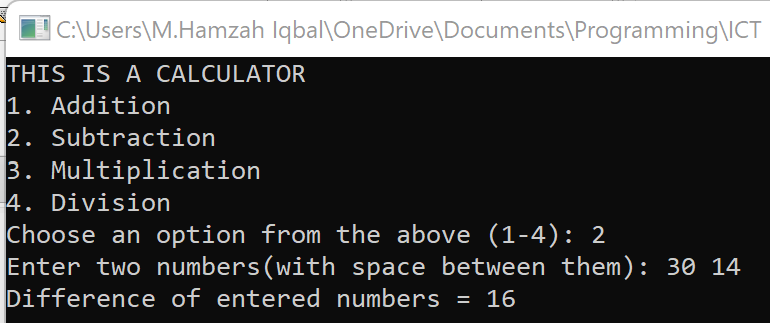 C:\Users\M.Hamzah Iqbal\OneDrive\Documents\Programming\ICT
THIS IS A CALCULATOR
1. Addition
2. Subtraction
3. Multiplication
4. Division
Choose an option from the above (1-4): 2
Enter two numbers(with space between them): 30 14
Difference of entered numbers = 16